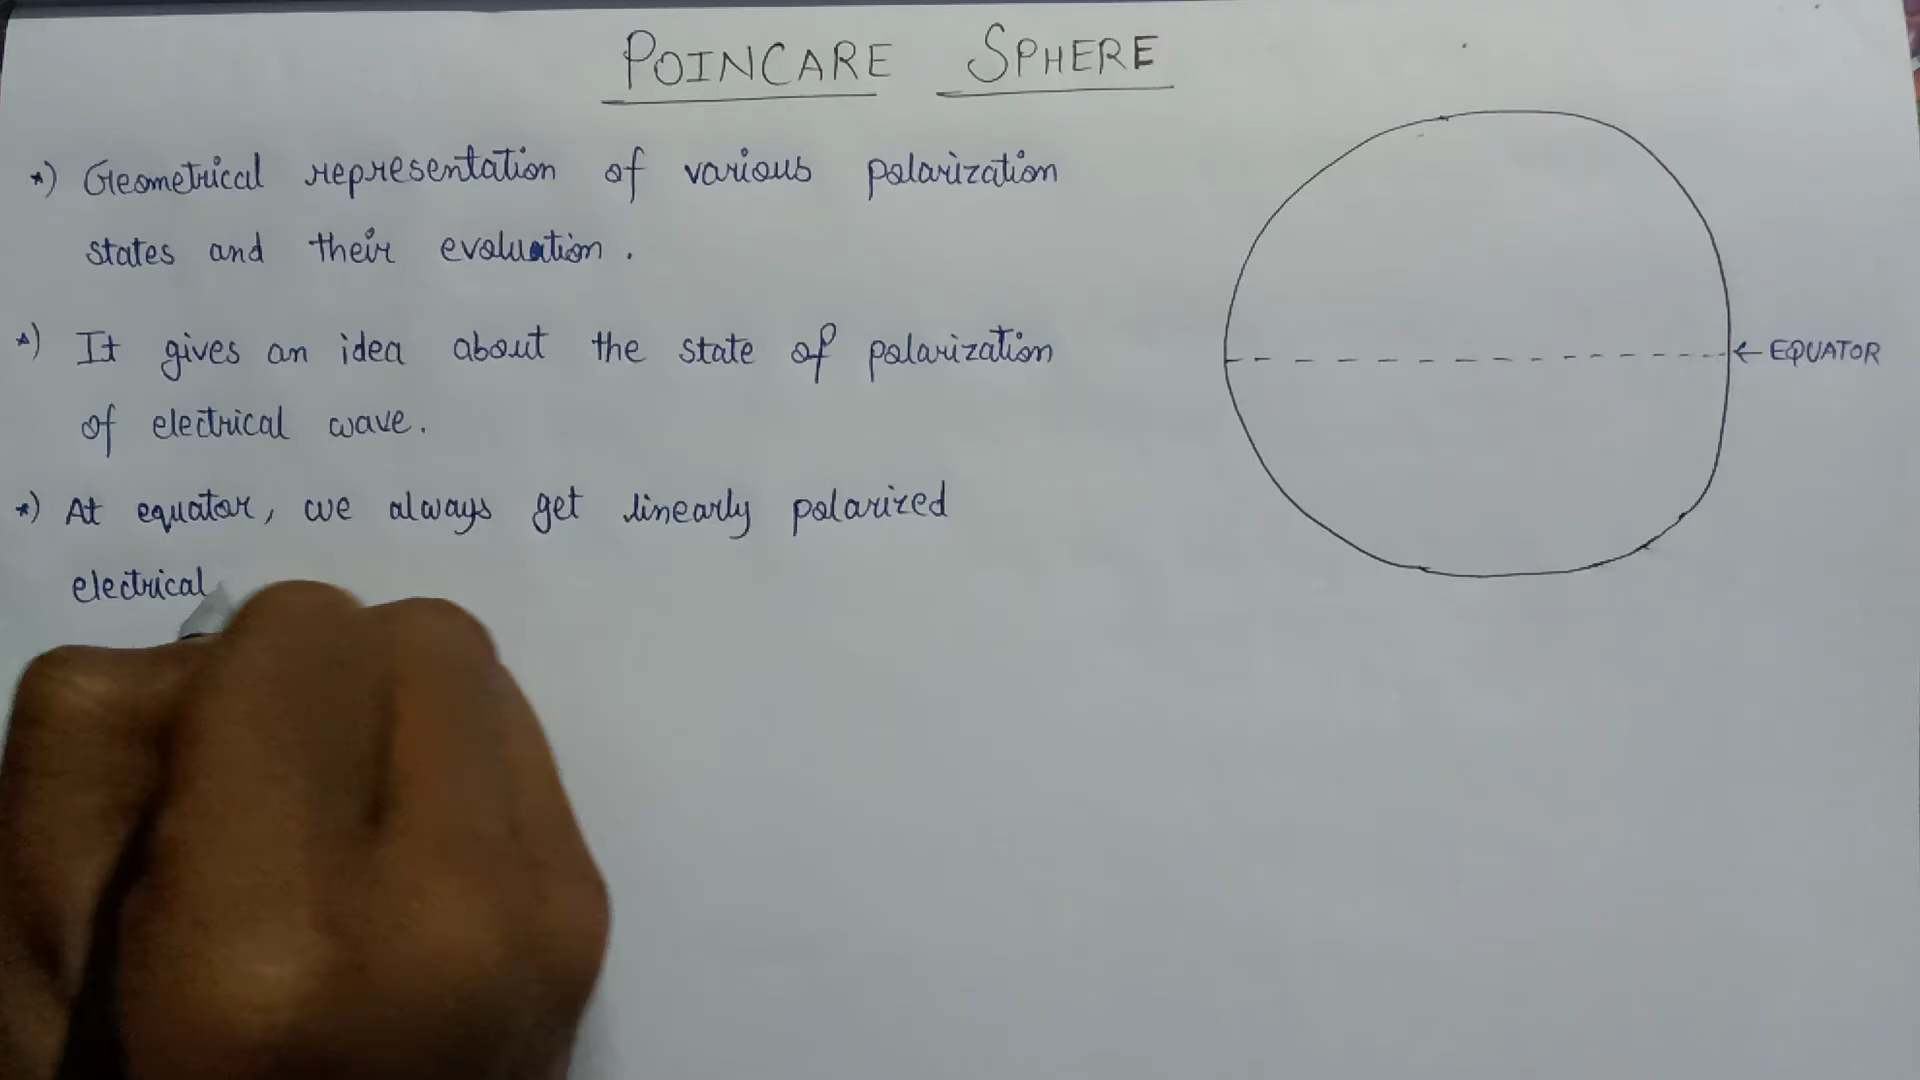 POINCARE SPHERE
*) Geometrical representation of various polarization
states and their evaluation.
*) It gives an idea about the state of polarization
of electrical wave.
*) At equator, we always get linearly polarized
electrical
← EQUATOR